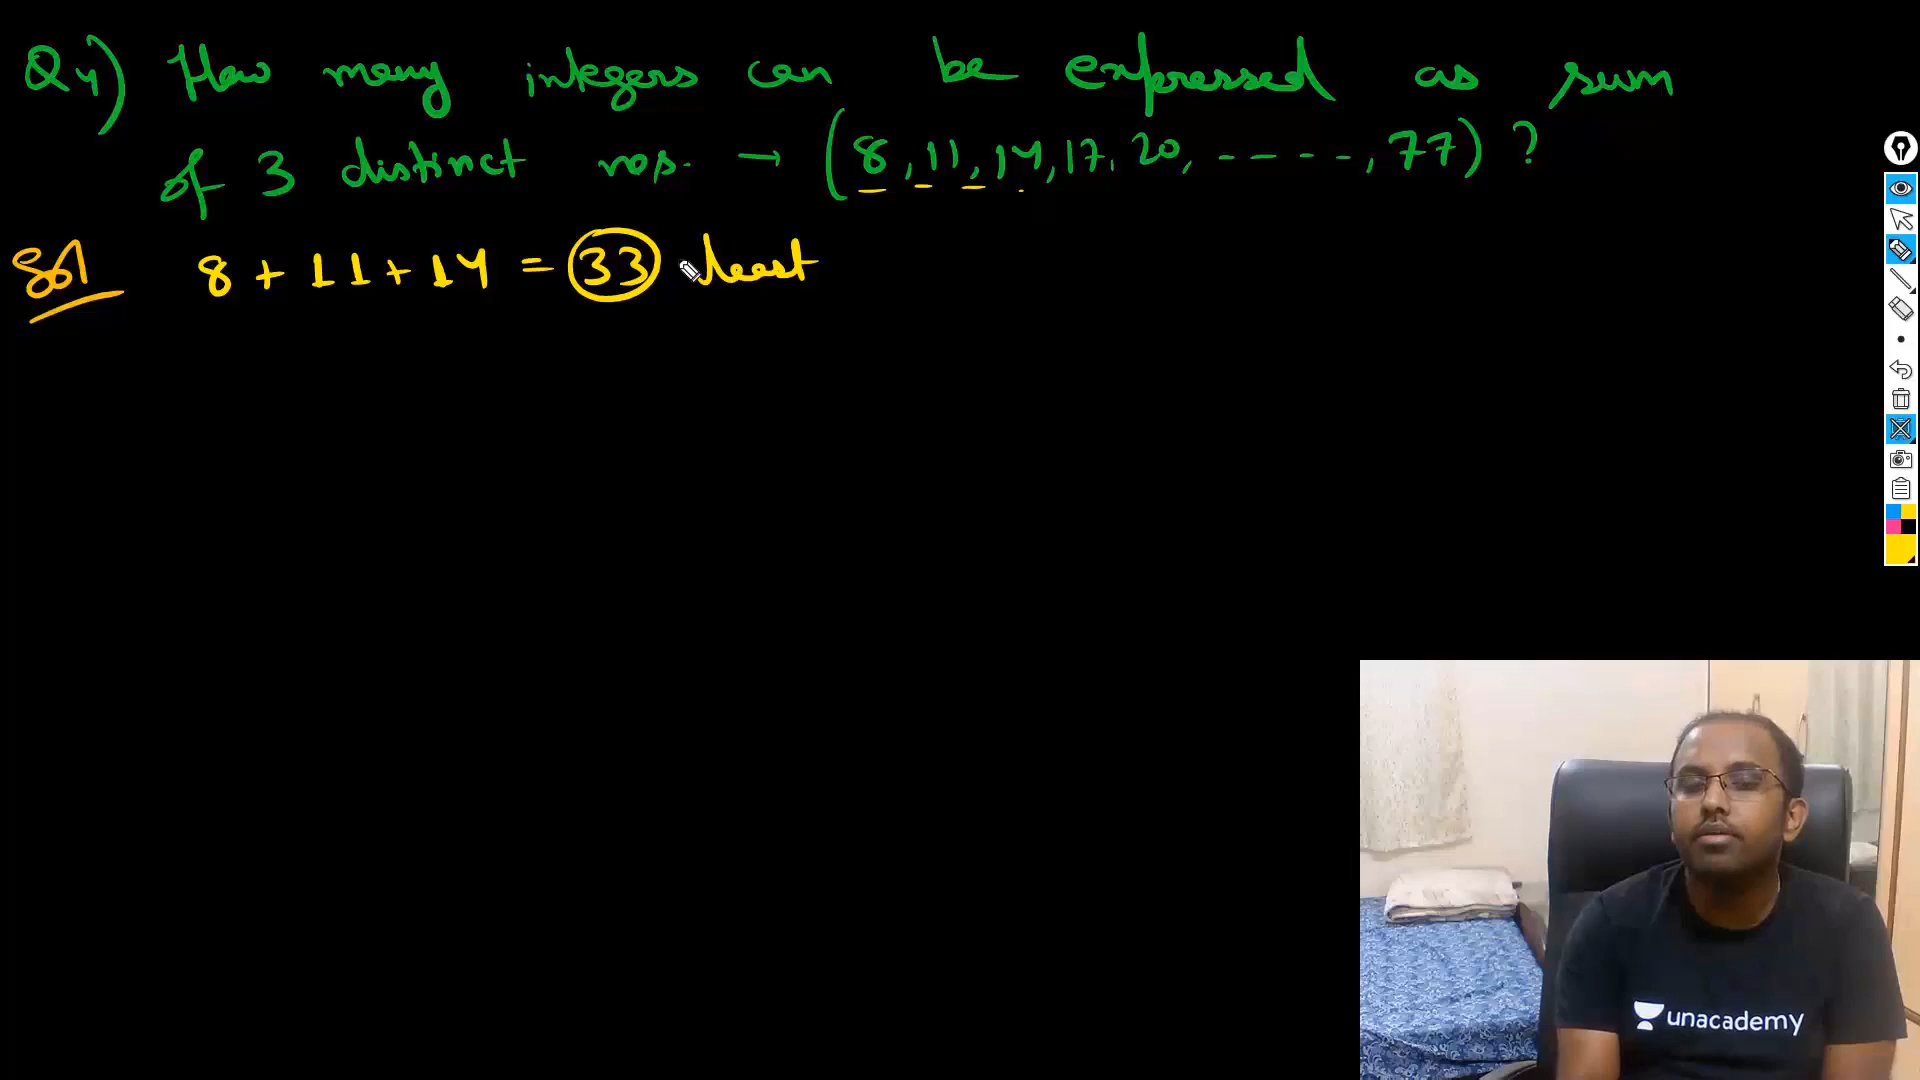 Q4) How many integers can be expressed as sum
of 3 distinct nos. → (8, 11, 14, 17, 20, ----, 77) ?
Sol
8 + 11 + 14 = 33 least
unacademy